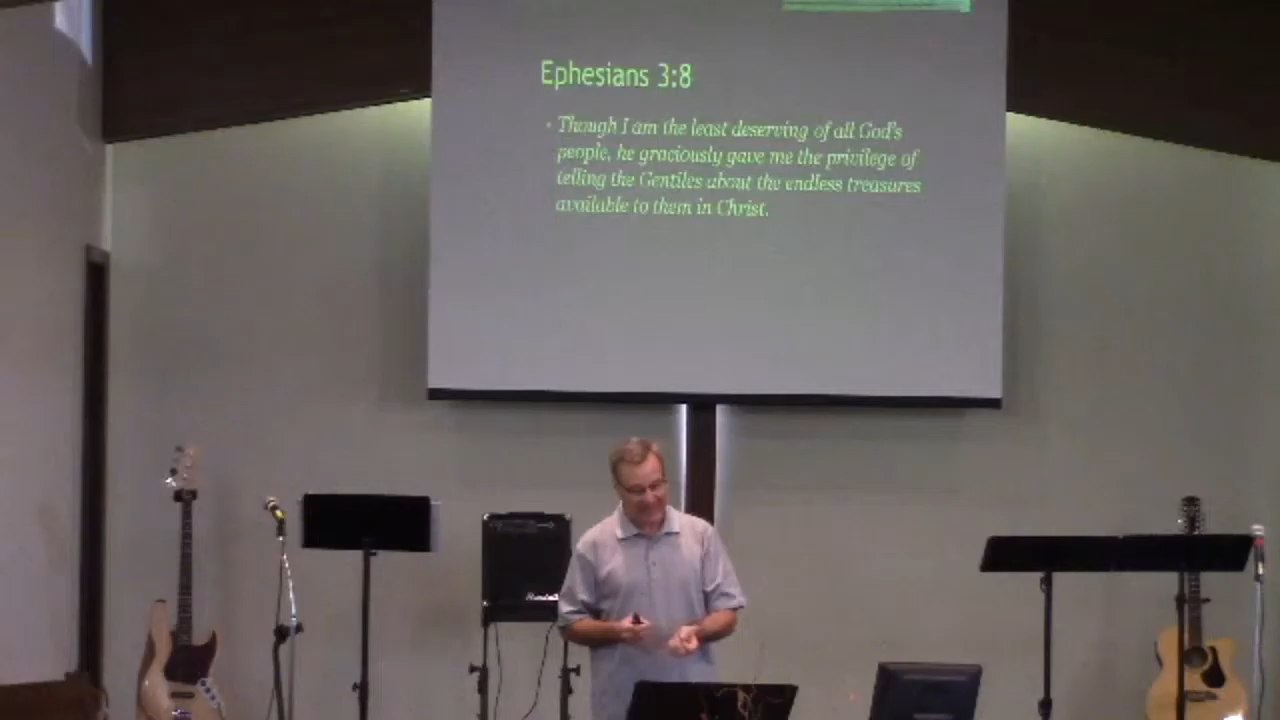 Ephesians 3:8
• Though I am the least deserving of all God's
people, he graciously gave me the privilege of
telling the Gentiles about the endless treasures
available to them in Christ.